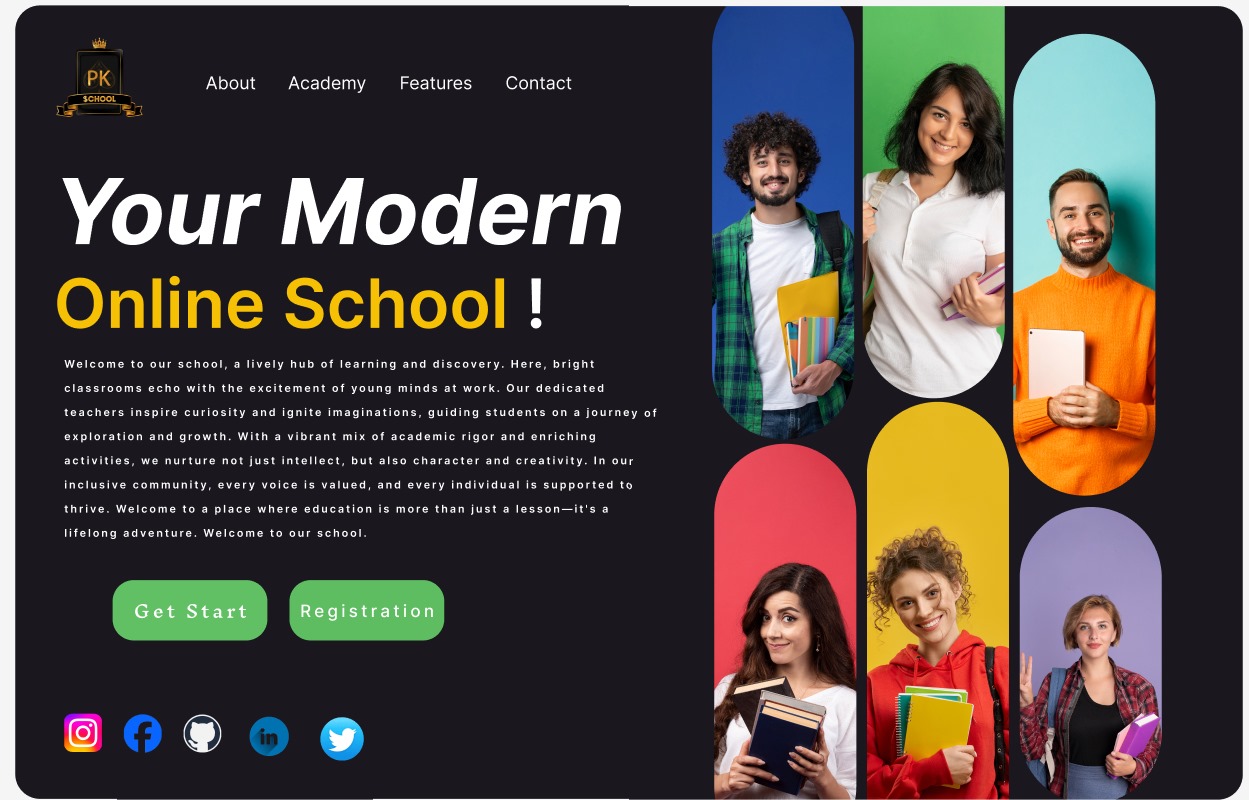 PK
SCHOOL
About Academy Features Contact
Your Modern
Online School !
Welcome to our school, a lively hub of learning and discovery. Here, bright
classrooms echo with the excitement of young minds at work. Our dedicated
teachers inspire curiosity and ignite imaginations, guiding students on a journey of
exploration and growth. With a vibrant mix of academic rigor and enriching
activities, we nurture not just intellect, but also character and creativity. In our
inclusive community, every voice is valued, and every individual is supported to
thrive. Welcome to a place where education is more than just a lesson—it's a
lifelong adventure. Welcome to our school.
Get Start Registration
in